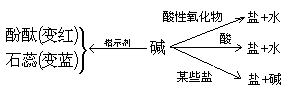 酸性氧化物
盐+水
酚酞(变红)
石蕊(变蓝)
指示剂
碱
酸
盐+水
某些盐
盐+碱